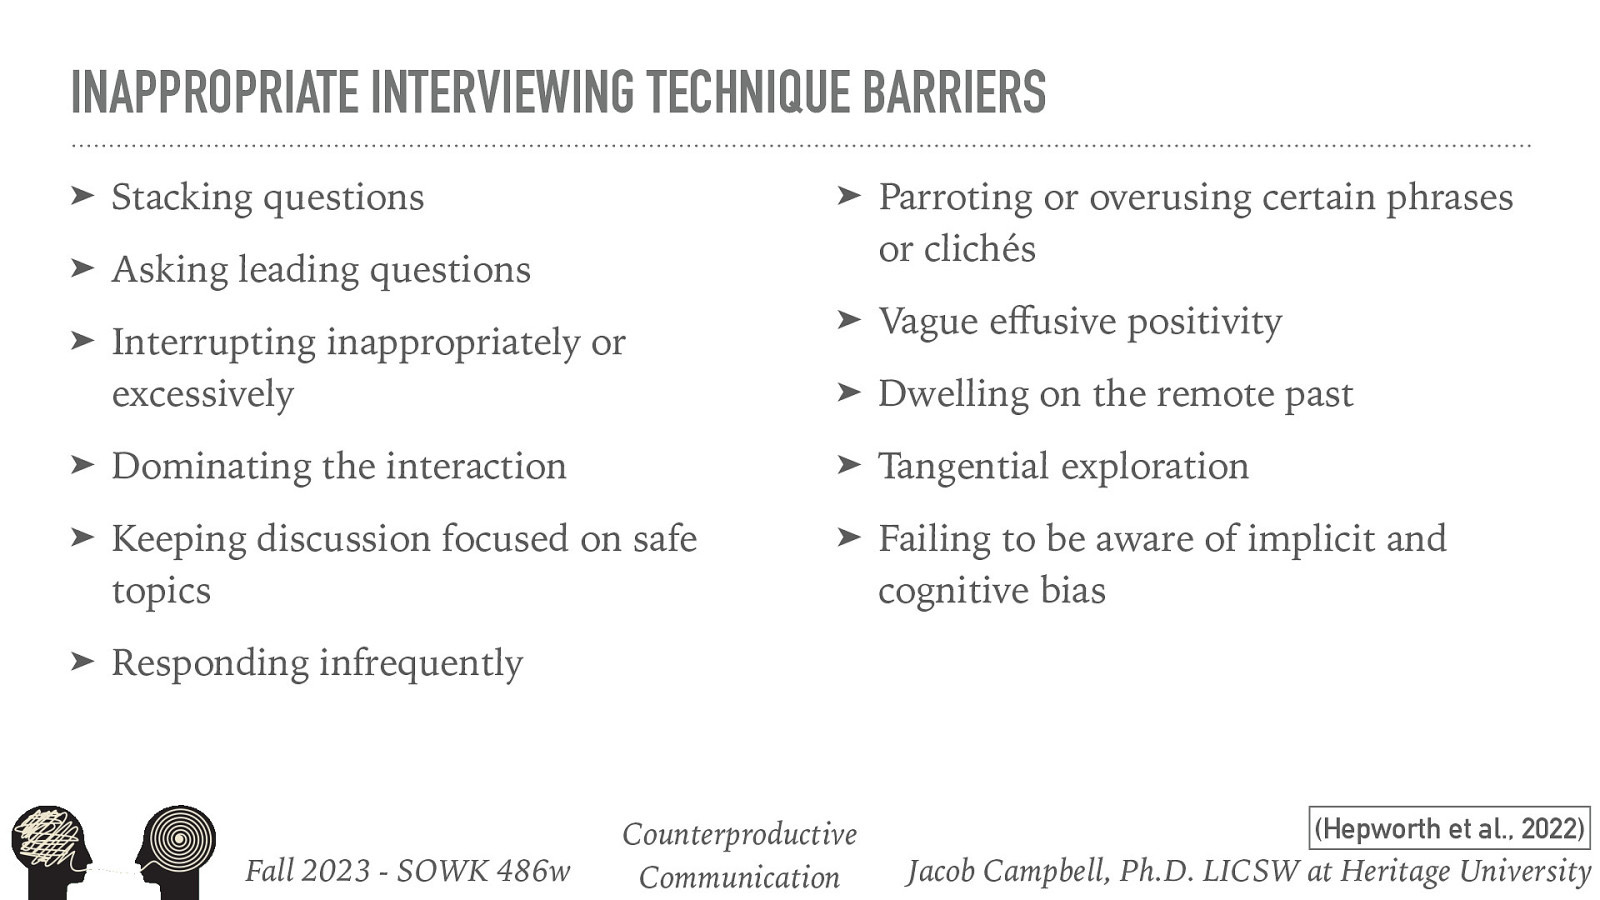 INAPPROPRIATE INTERVIEWING TECHNIQUE BARRIERS
➤ Stacking questions
➤ Asking leading questions
➤ Interrupting inappropriately or
excessively
➤ Dominating the interaction
➤ Keeping discussion focused on safe
topics
➤ Responding infrequently
➤ Parroting or overusing certain phrases
or clichés
➤ Vague effusive positivity
➤ Dwelling on the remote past
➤ Tangential exploration
➤ Failing to be aware of implicit and
cognitive bias
Fall 2023 - SOWK 486w
Counterproductive
Communication
(Hepworth et al., 2022)
Jacob Campbell, Ph.D. LICSW at Heritage University